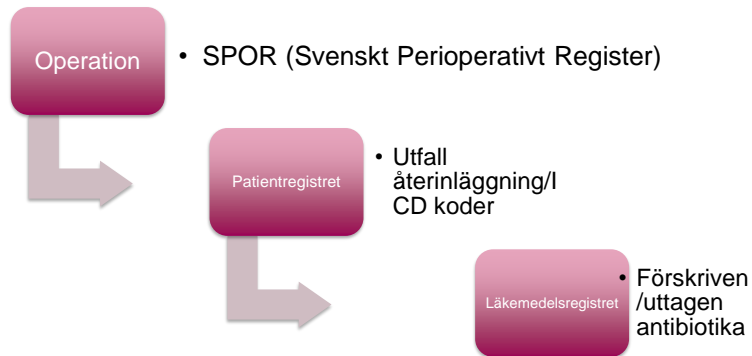 Operation
• SPOR (Svenskt Perioperativt Register)
Patientregistret
• Utfall
återinläggning/I
CD koder
Läkemedelsregistret
• Förskriven
/uttagen
antibiotika